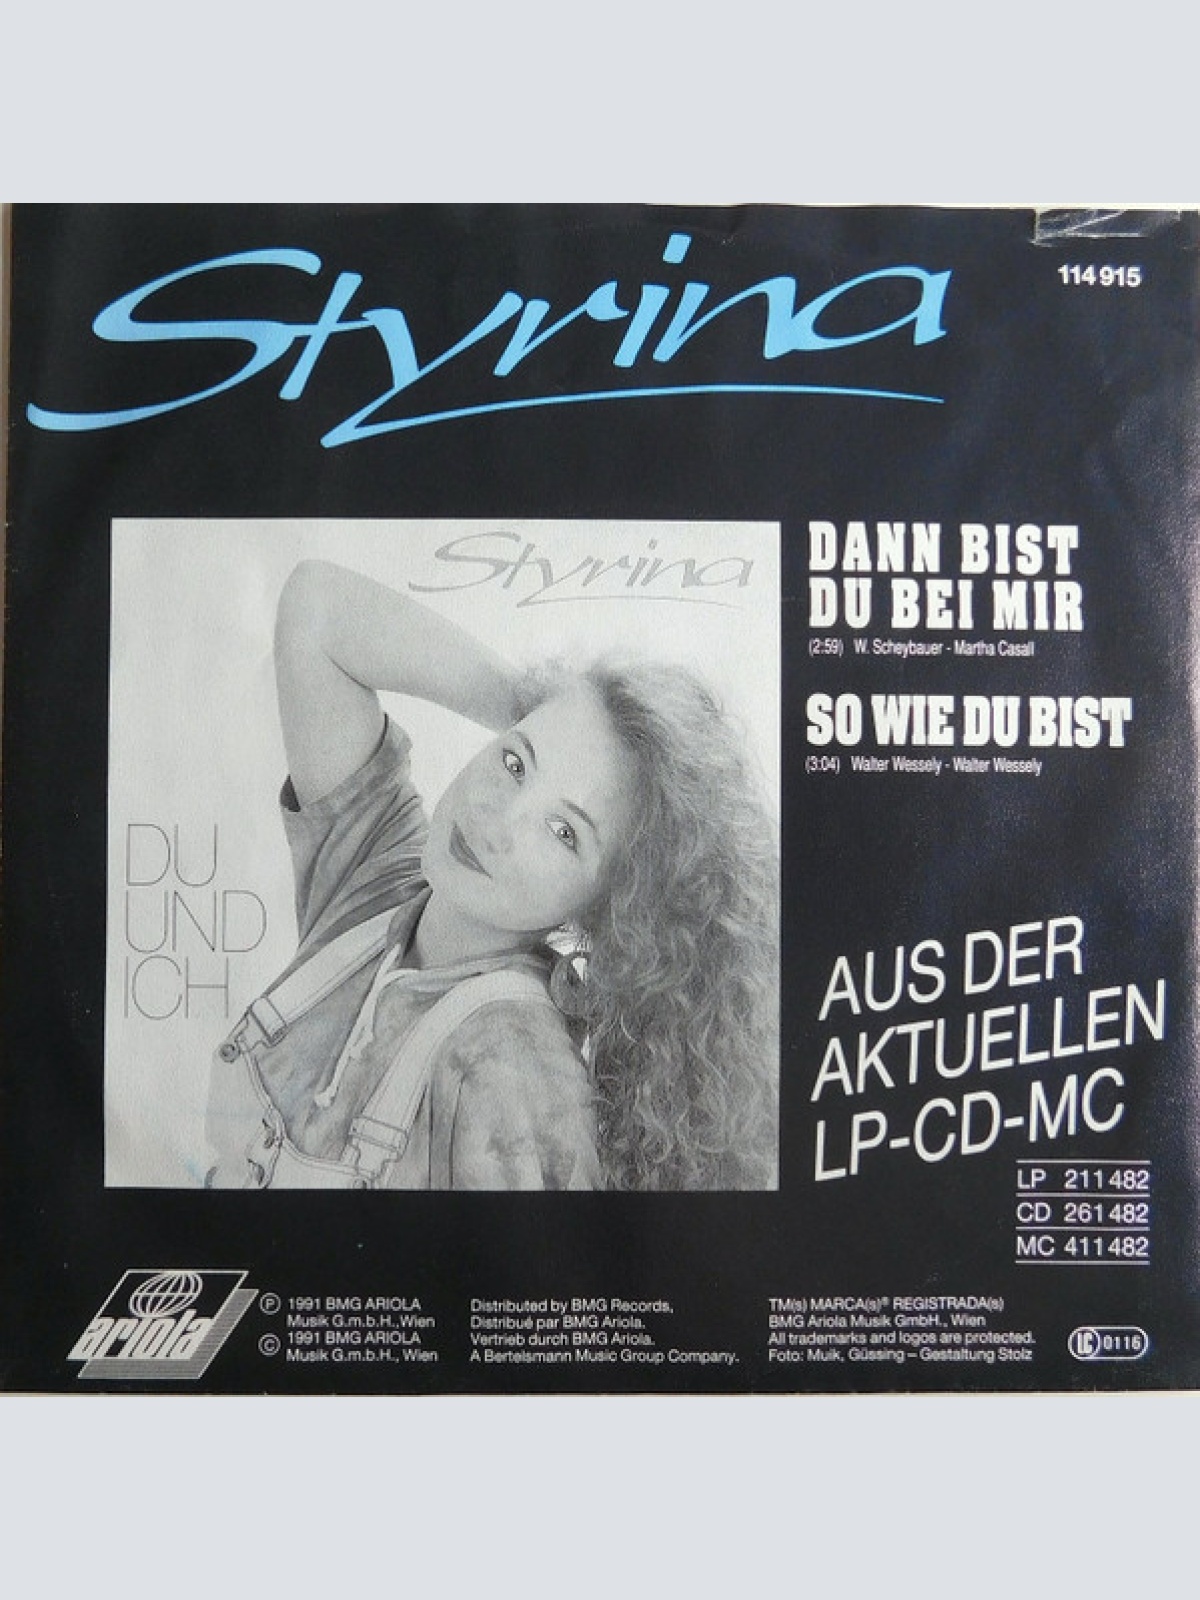 Styrina
114 915
Styrina
DU
UND
ICH
DANN BIST
DU BEI MIR
(2:59) W. Scheybauer - Martha Casall
SO WIE DU BIST
(3:04) Walter Wessely - Walter Wessely
AUS DER
AKTUELLEN
LP-CD-MC
LP 211 482
CD 261 482
MC 411 482
ariola
Ⓟ 1991 BMG ARIOLA
Musik G.m.b.H.,Wien
© 1991 BMG ARIOLA
Musik G.m.b.H., Wien
Distributed by BMG Records,
Distribué par BMG Ariola.
Vertrieb durch BMG Ariola.
A Bertelsmann Music Group Company.
TM(s) MARCA(s)® REGISTRADA(s)
BMG Ariola Musik GmbH., Wien
All trademarks and logos are protected.
Foto: Muik, Güssing – Gestaltung Stolz
LC 0116